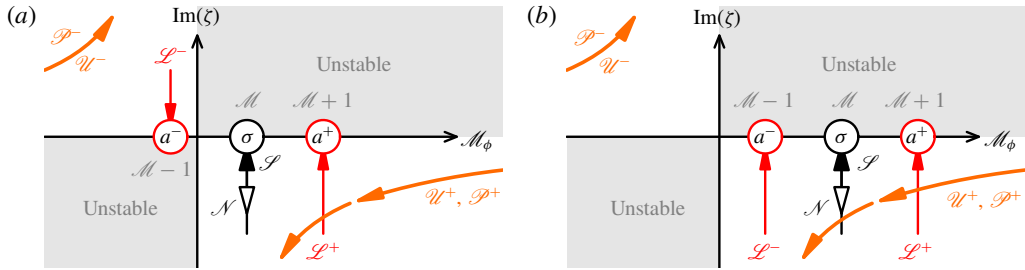 (a)
Im(ζ)
𝒫⁻
𝒰⁻
ℒ⁻
Unstable
ℳ
ℳ + 1
a⁻
σ
a⁺
ℳ_ϕ
ℳ − 1
𝒮
Unstable
𝒩
𝒰⁺, 𝒫⁺
ℒ⁺
(b)
Im(ζ)
𝒫⁻
𝒰⁻
Unstable
ℳ − 1
ℳ
ℳ + 1
a⁻
σ
a⁺
ℳ_ϕ
𝒮
Unstable
𝒩
𝒰⁺, 𝒫⁺
ℒ⁻
ℒ⁺